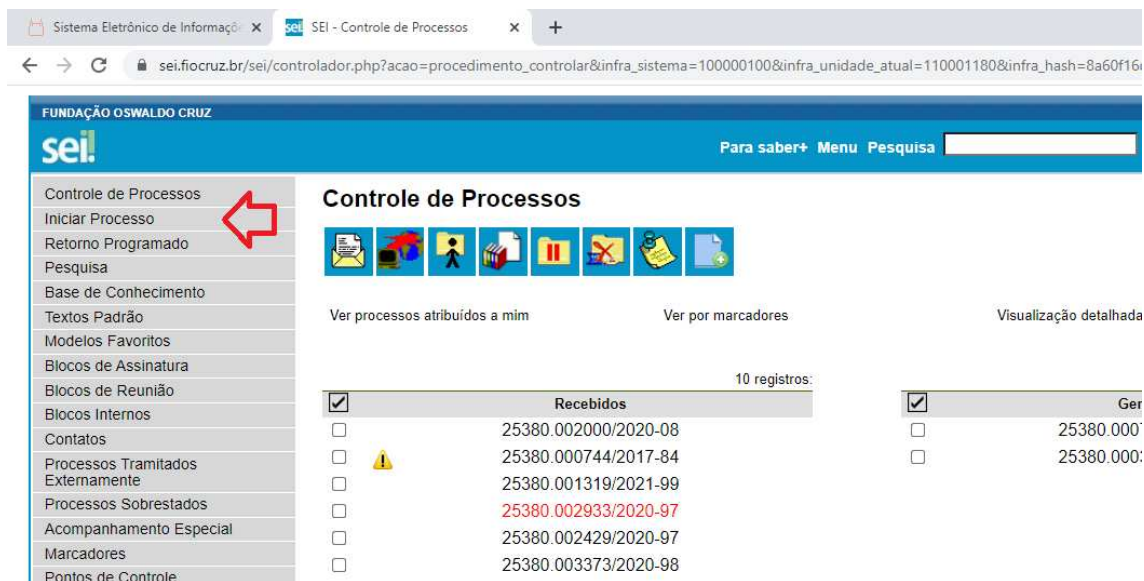 Sistema Eletrônico de Informaçõ
SEI - Controle de Processos
sei.fiocruz.br/sei/controlador.php?acao=procedimento_controlar&infra_sistema=100000100&infra_unidade_atual=110001180&infra_hash=8a60f16
FUNDAÇÃO OSWALDO CRUZ
sei!
Para saber+ Menu Pesquisa
Controle de Processos
Iniciar Processo
Retorno Programado
Pesquisa
Base de Conhecimento
Textos Padrão
Modelos Favoritos
Blocos de Assinatura
Blocos de Reunião
Blocos Internos
Contatos
Processos Tramitados
Externamente
Processos Sobrestados
Acompanhamento Especial
Marcadores
Pontos de Controle
Controle de Processos
Ver processos atribuídos a mim
Ver por marcadores
Visualização detalhada
10 registros:
Recebidos
25380.002000/2020-08
25380.000744/2017-84
25380.001319/2021-99
25380.002933/2020-97
25380.002429/2020-97
25380.003373/2020-98
Ger
25380.000
25380.000